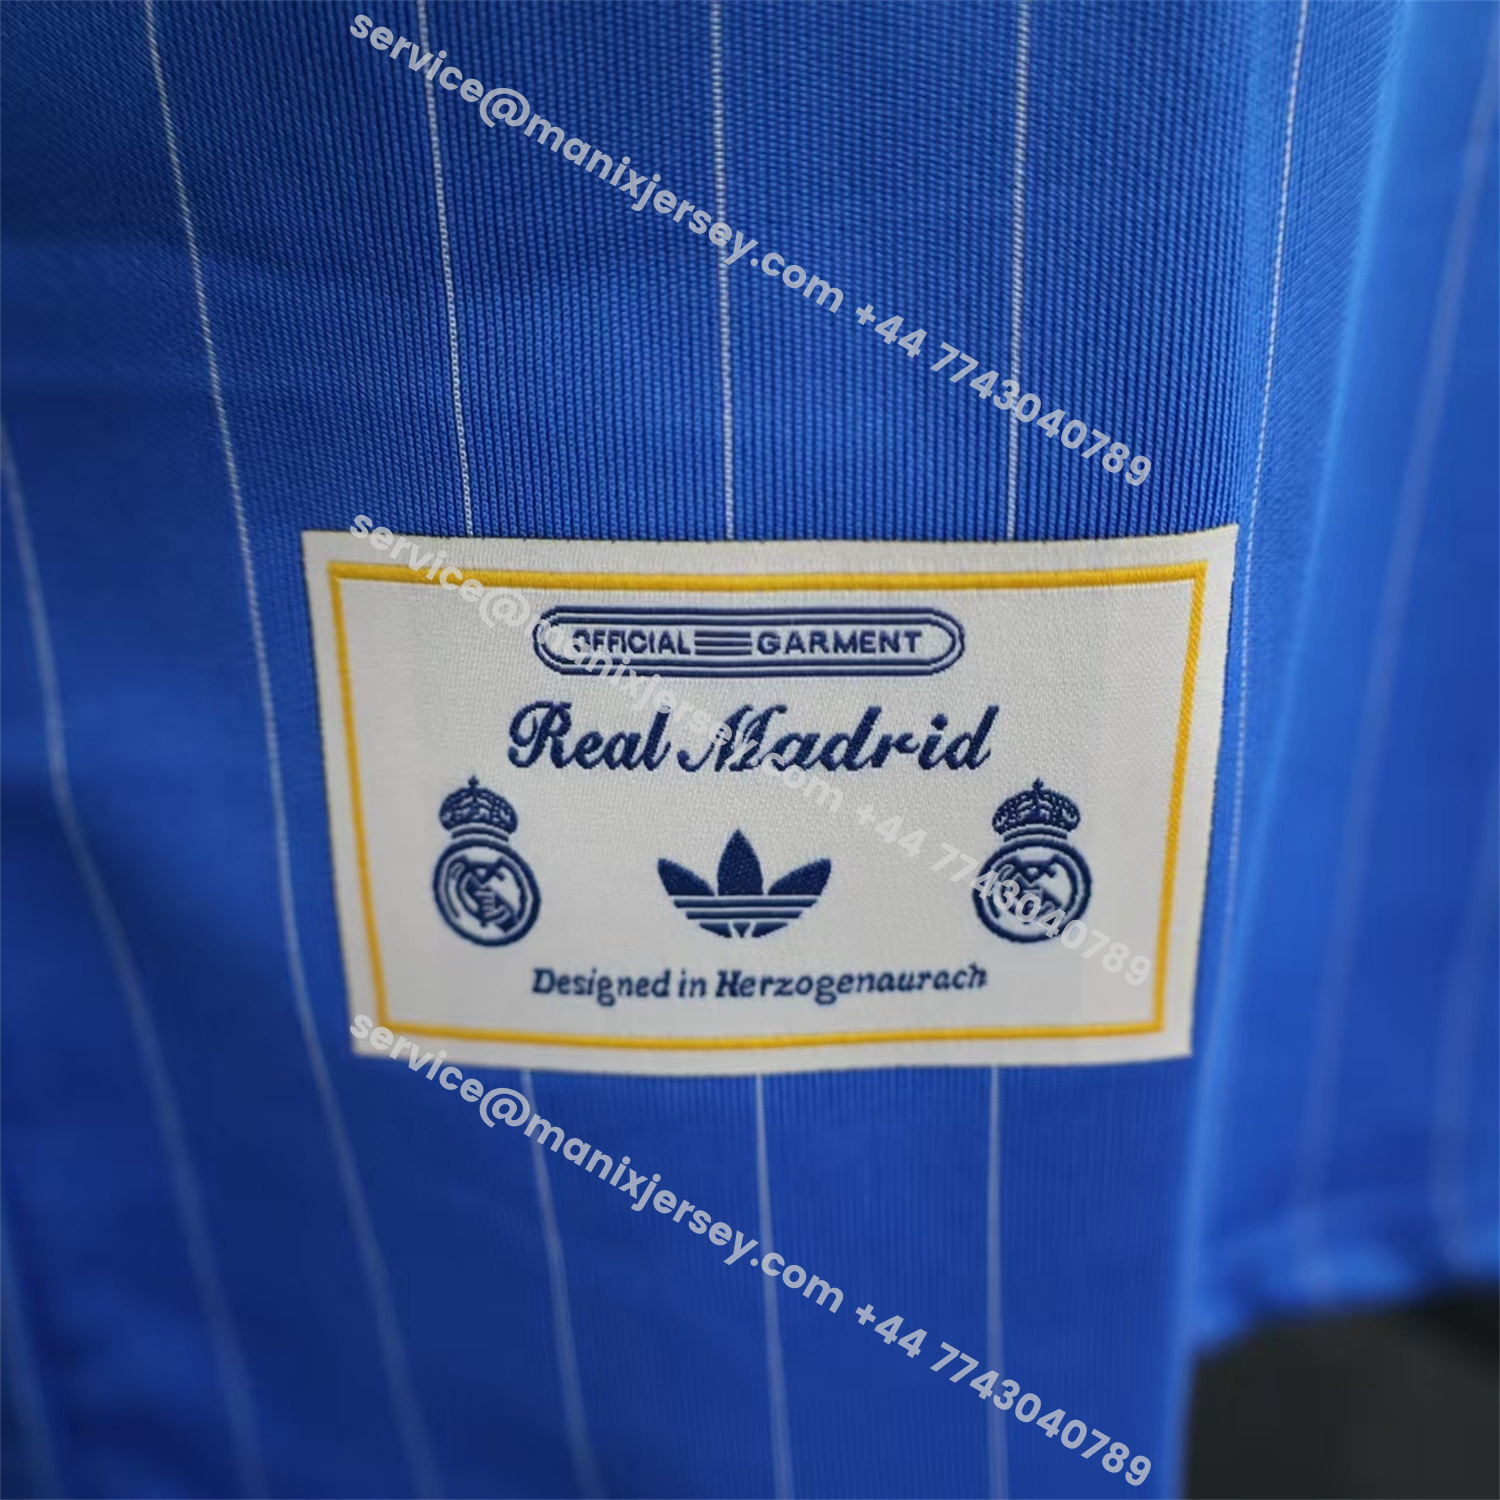 service@manixjersey.com +44 7743040789
service@manixjersey.com +44 7743040789
OFFICIAL GARMENT
Real Madrid
Designed in Herzogenaurach
service@manixjersey.com +44 7743040789